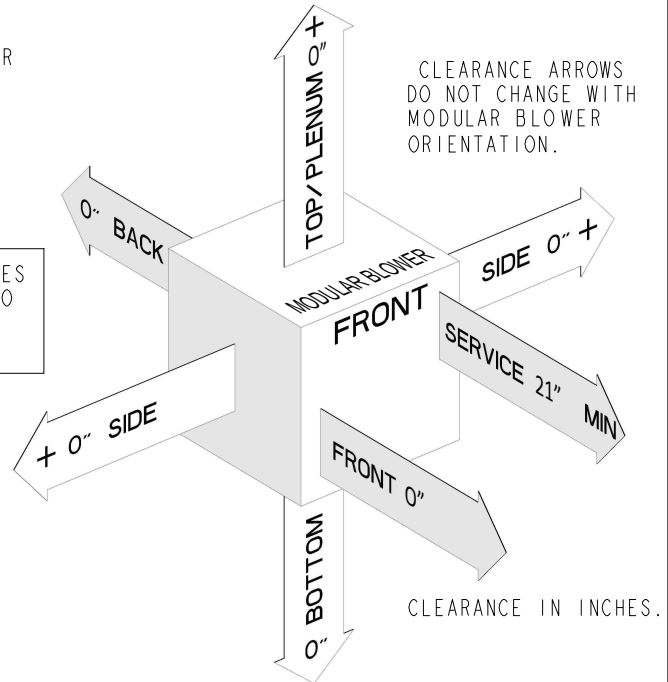 R
TOP/PLENUM 0" +
CLEARANCE ARROWS
DO NOT CHANGE WITH
MODULAR BLOWER
ORIENTATION.
0" BACK
SIDE 0" +
MODULAR BLOWER
FRONT
ES
O
SERVICE 21" MIN
+ 0" SIDE
FRONT 0"
0" BOTTOM
CLEARANCE IN INCHES.